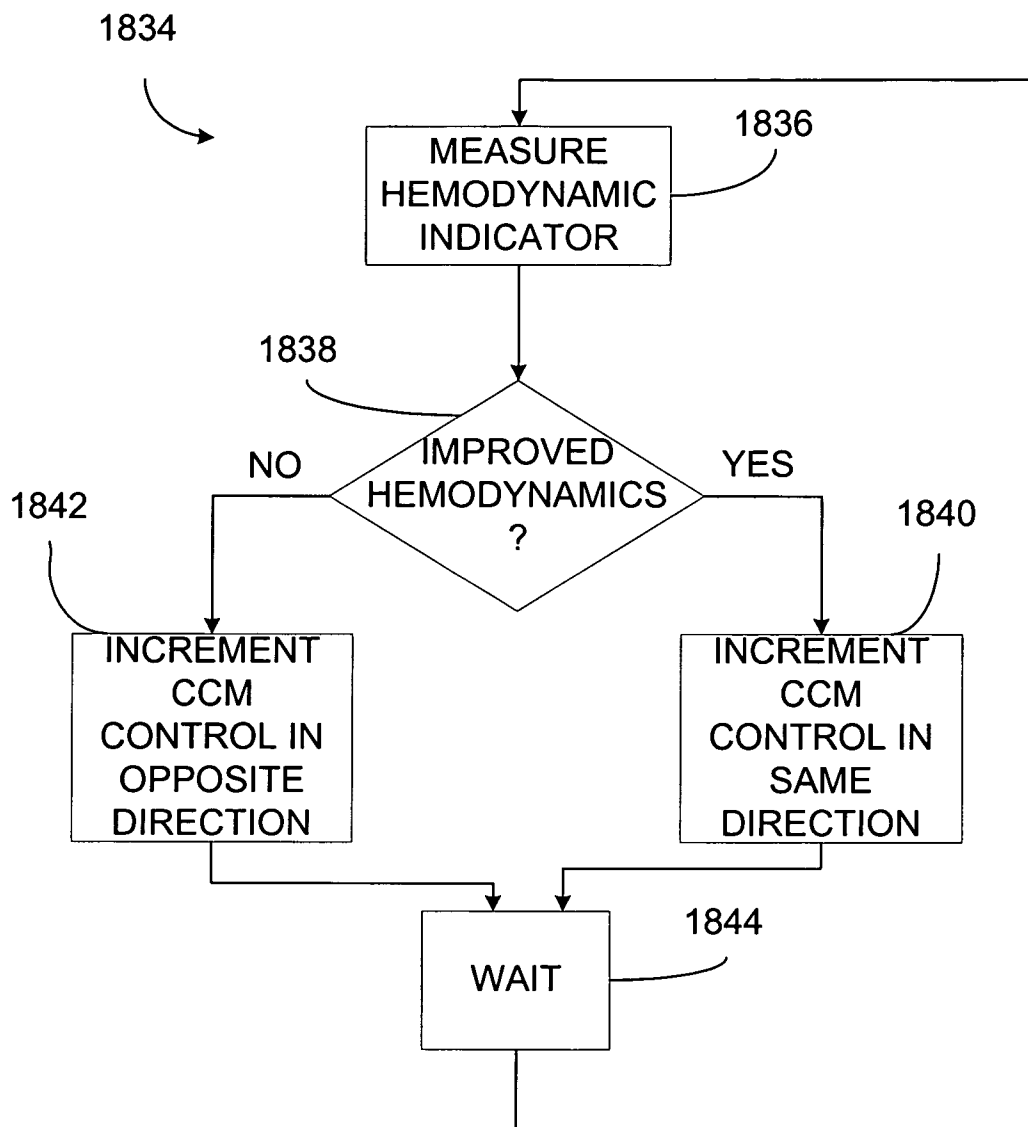 1834
1836
MEASURE
HEMODYNAMIC
INDICATOR
1838
IMPROVED
HEMODYNAMICS
?
NO
YES
1842
1840
INCREMENT
CCM
CONTROL IN
OPPOSITE
DIRECTION
INCREMENT
CCM
CONTROL IN
SAME
DIRECTION
1844
WAIT